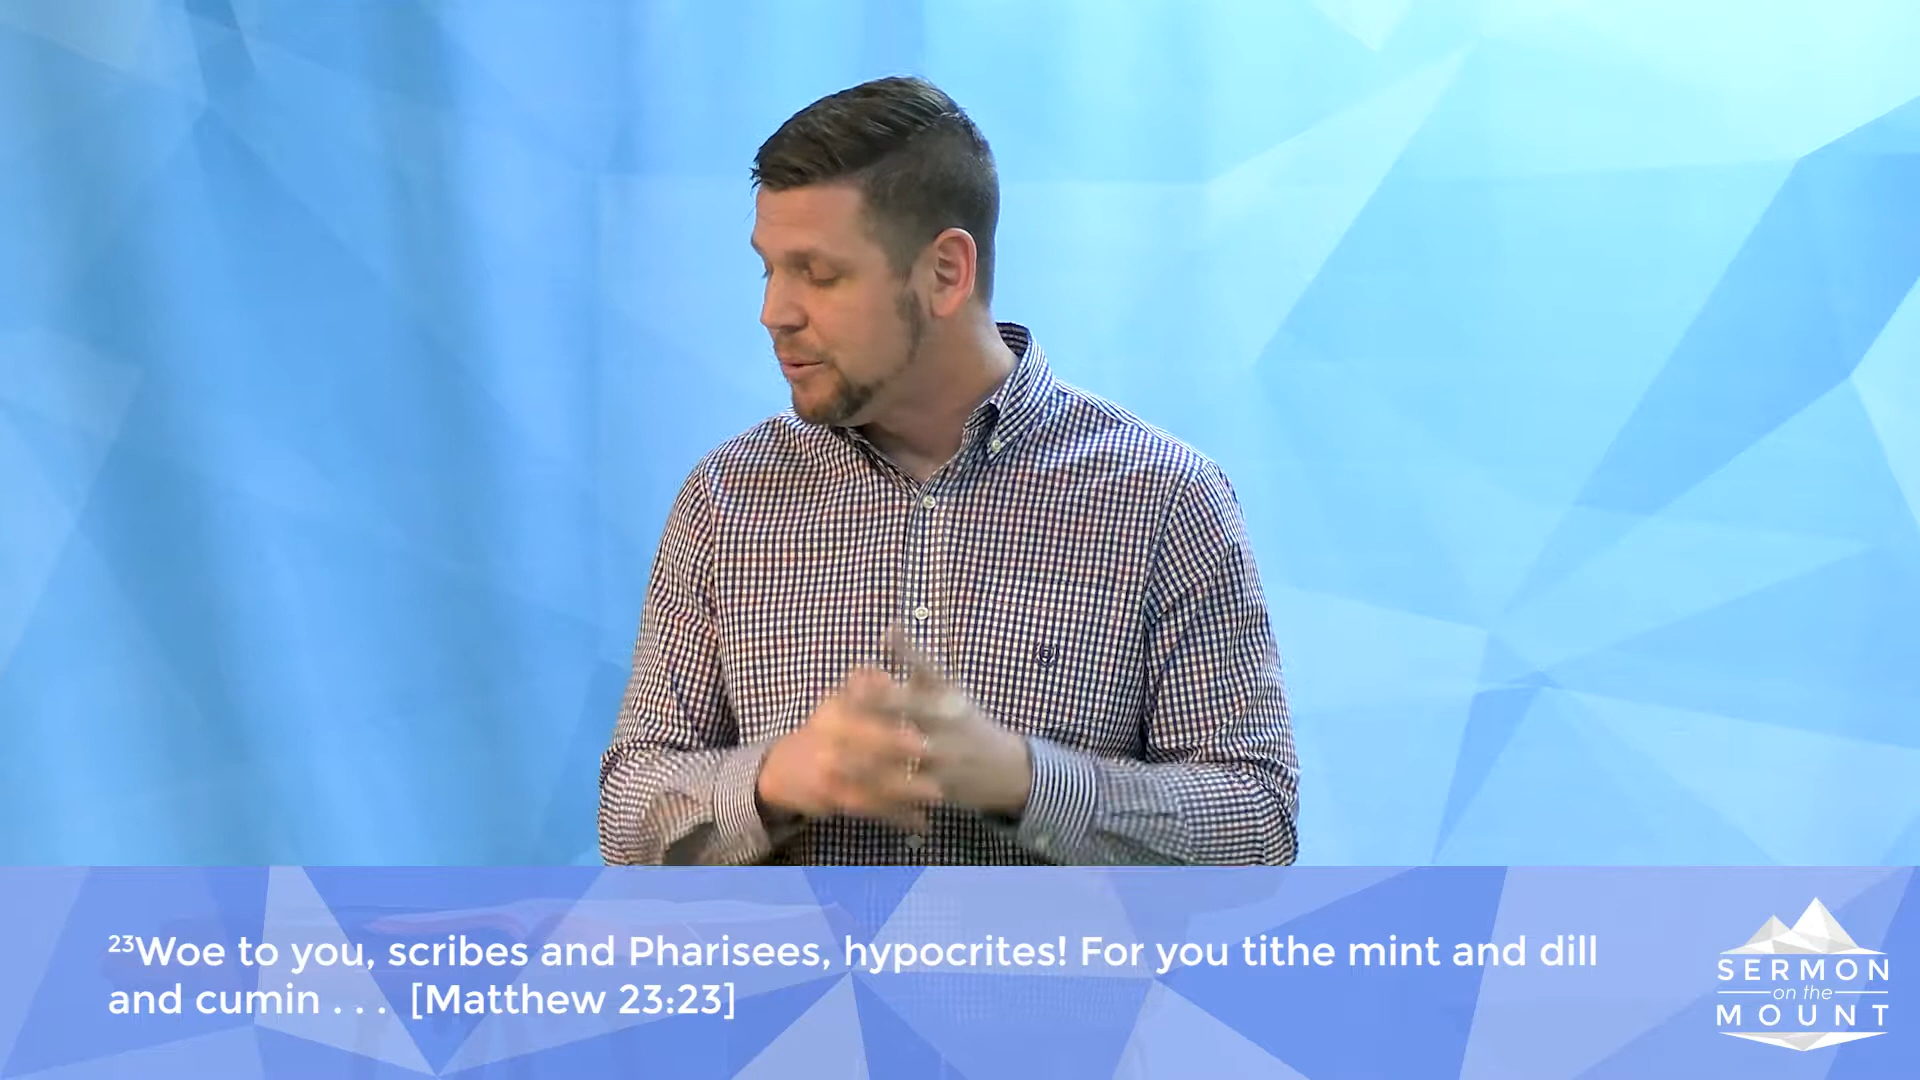 ²³Woe to you, scribes and Pharisees, hypocrites! For you tithe mint and dill
and cumin . . .  [Matthew 23:23]
SERMON
on the
MOUNT